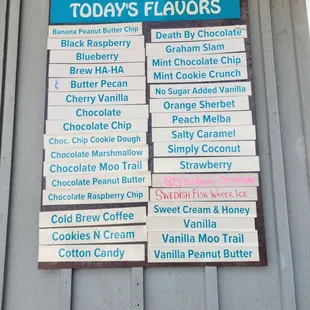 TODAY'S FLAVORS
Banana Peanut Butter Chip
Black Raspberry
Blueberry
Brew HA-HA
Butter Pecan
Cherry Vanilla
Chocolate
Chocolate Chip
Choc. Chip Cookie Dough
Chocolate Marshmallow
Chocolate Moo Trail
Chocolate Peanut Butter
Chocolate Raspberry Chip
Cold Brew Coffee
Cookies N Cream
Cotton Candy
Death By Chocolate
Graham Slam
Mint Chocolate Chip
Mint Cookie Crunch
No Sugar Added Vanilla
Orange Sherbet
Peach Melba
Salty Caramel
Simply Coconut
Strawberry
SWEDISH FISH WATER ICE
Sweet Cream & Honey
Vanilla
Vanilla Moo Trail
Vanilla Peanut Butter